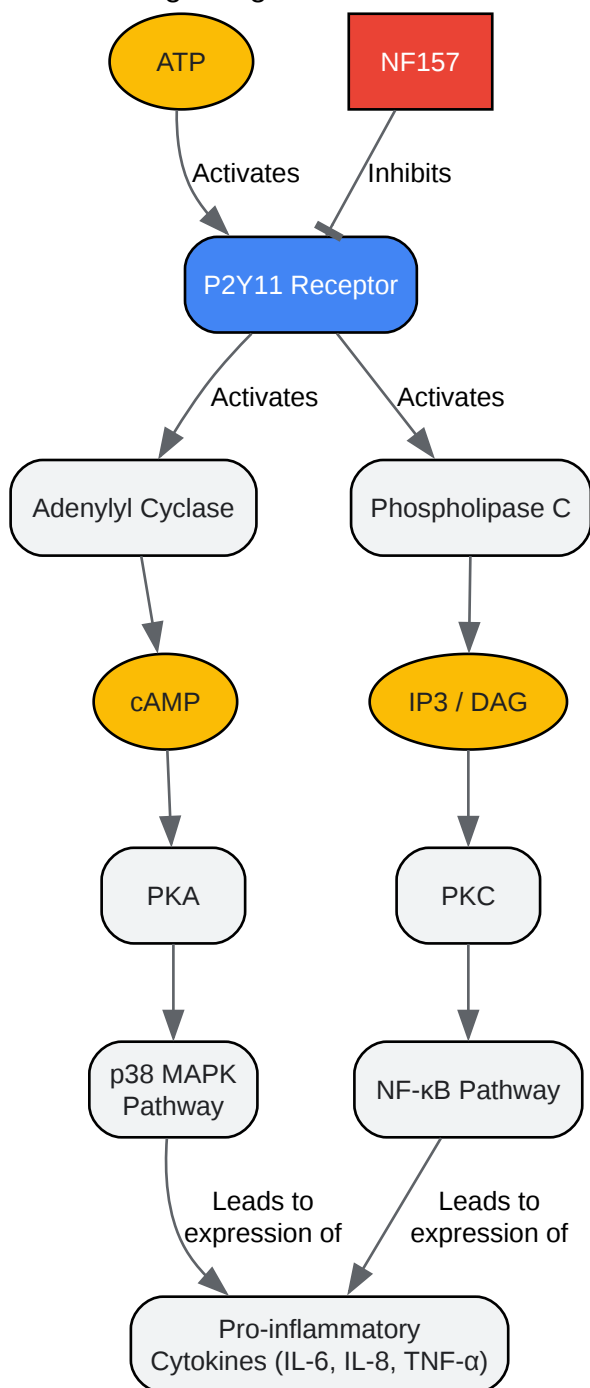 ATP
NF157
Activates
Inhibits
P2Y11 Receptor
Activates
Activates
Adenylyl Cyclase
Phospholipase C
cAMP
IP3 / DAG
PKA
PKC
p38 MAPK
Pathway
NF-κB Pathway
Leads to
expression of
Leads to
expression of
Pro-inflammatory
Cytokines (IL-6, IL-8, TNF-α)